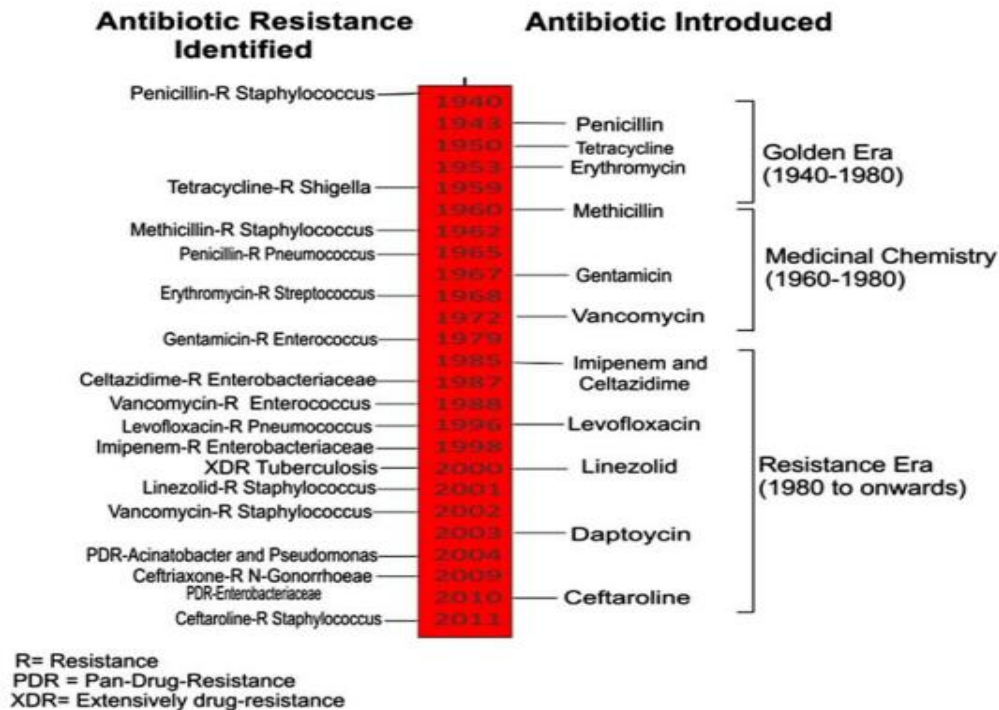 Antibiotic Resistance
Identified
Antibiotic Introduced
Penicillin-R Staphylococcus
Tetracycline-R Shigella
Methicillin-R Staphylococcus
Penicillin-R Pneumococcus
Erythromycin-R Streptococcus
Gentamicin-R Enterococcus
Celtazidime-R Enterobacteriaceae
Vancomycin-R Enterococcus
Levofloxacin-R Pneumococcus
Imipenem-R Enterobacteriaceae
XDR Tuberculosis
Linezolid-R Staphylococcus
Vancomycin-R Staphylococcus
PDR-Acinatobacter and Pseudomonas
Ceftriaxone-R N-Gonorrhoeae
PDR-Enterobacteriaceae
Ceftaroline-R Staphylococcus
1940
1943
1950
1953
1959
1960
1962
1965
1967
1968
1972
1979
1985
1987
1988
1996
1998
2000
2001
2002
2003
2004
2009
2010
2011
Penicillin
Tetracycline
Erythromycin
Methicillin
Gentamicin
Vancomycin
Imipenem and
Celtazidime
Levofloxacin
Linezolid
Daptoycin
Ceftaroline
Golden Era
(1940-1980)
Medicinal Chemistry
(1960-1980)
Resistance Era
(1980 to onwards)
R= Resistance
PDR = Pan-Drug-Resistance
XDR= Extensively drug-resistance